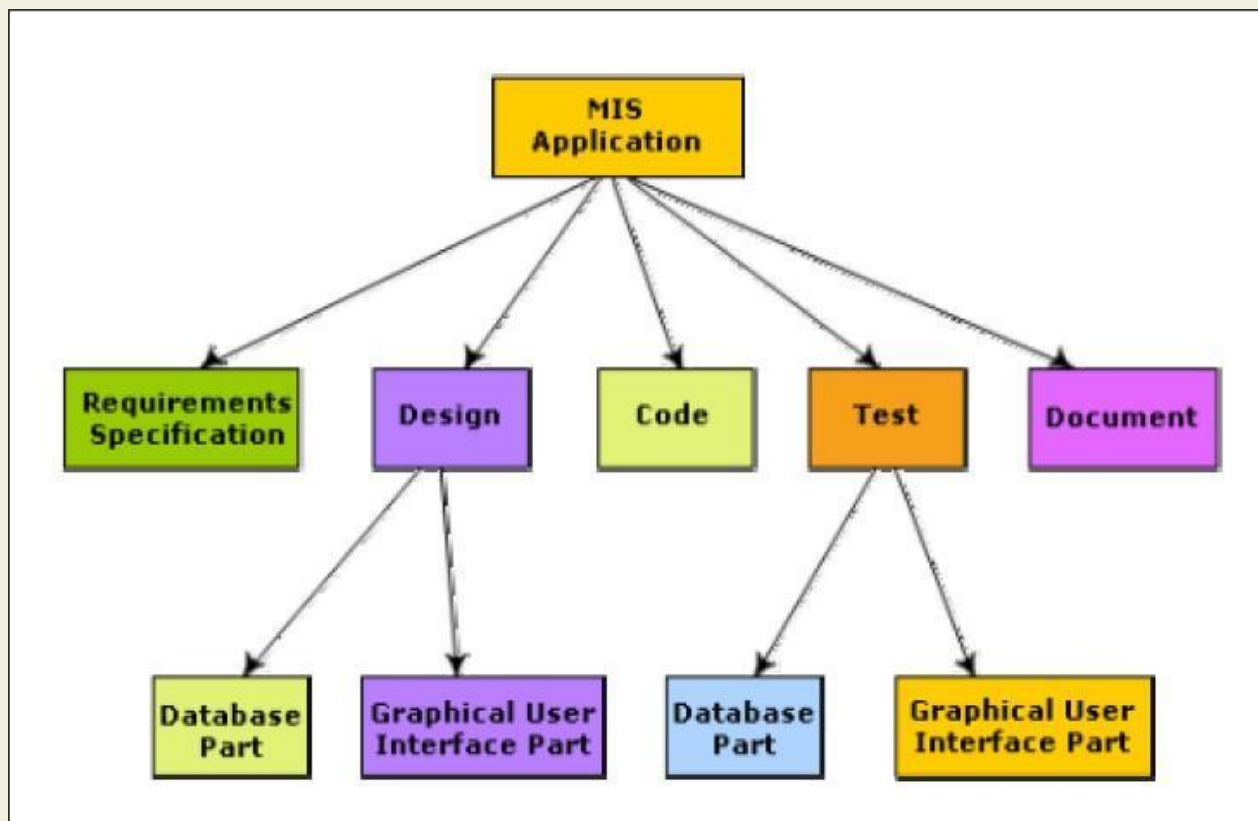 MIS
Application
Requirements
Specification
Design
Code
Test
Document
Database
Part
Graphical User
Interface Part
Database
Part
Graphical User
Interface Part